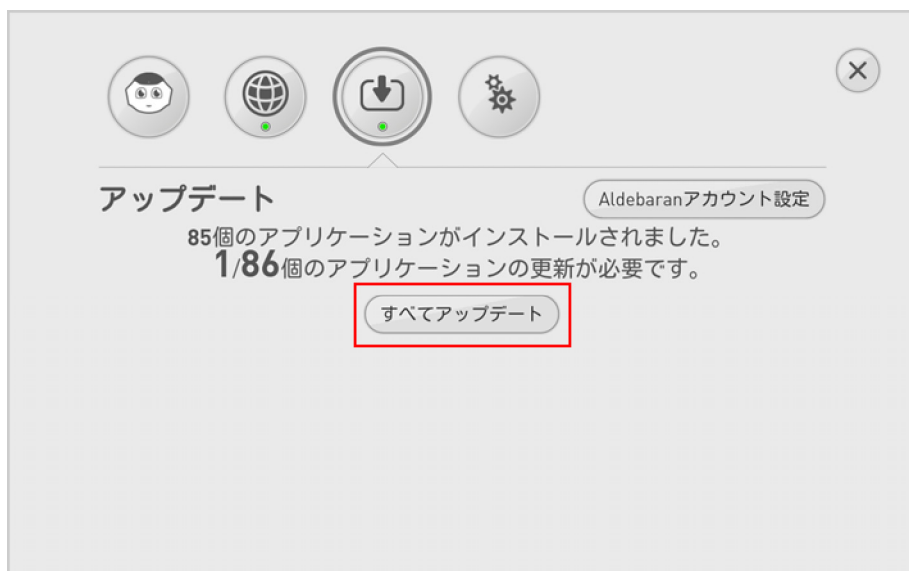 アップデート
Aldebaranアカウント設定
85個のアプリケーションがインストールされました。
1/86個のアプリケーションの更新が必要です。
すべてアップデート